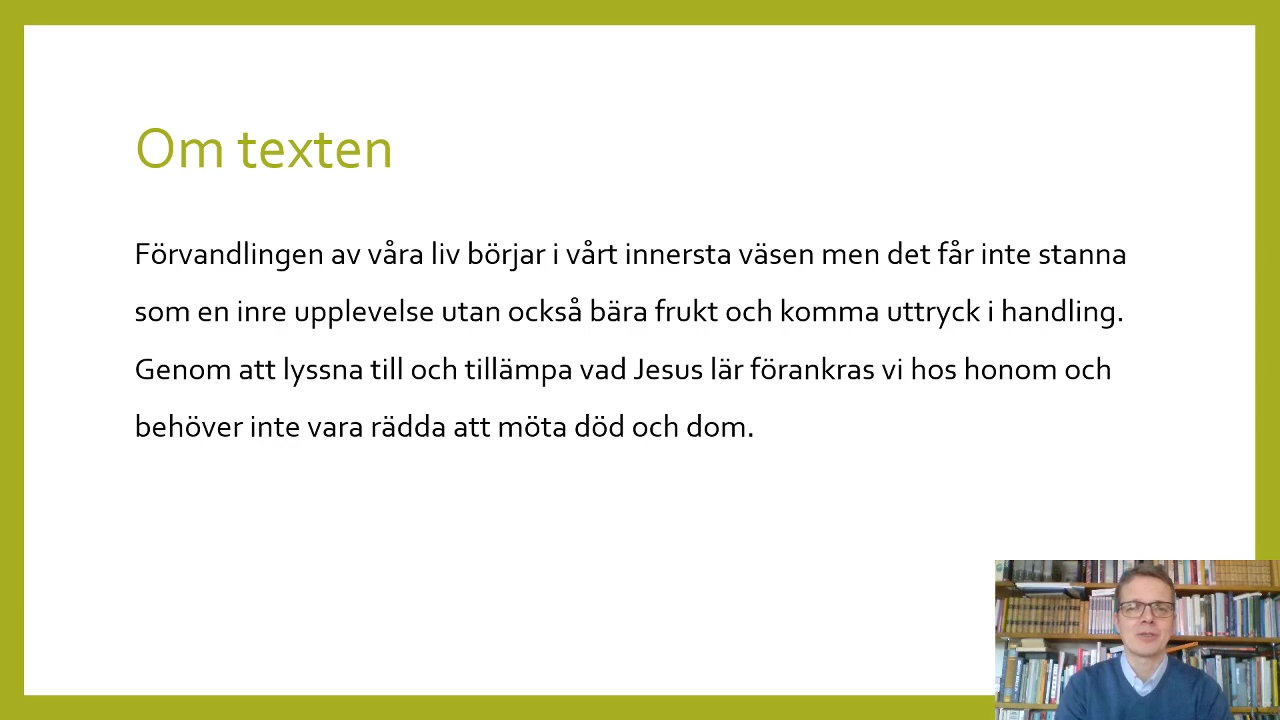 Om texten
Förvandlingen av våra liv börjar i vårt innersta väsen men det får inte stanna
som en inre upplevelse utan också bära frukt och komma uttryck i handling.
Genom att lyssna till och tillämpa vad Jesus lär förankras vi hos honom och
behöver inte vara rädda att möta död och dom.